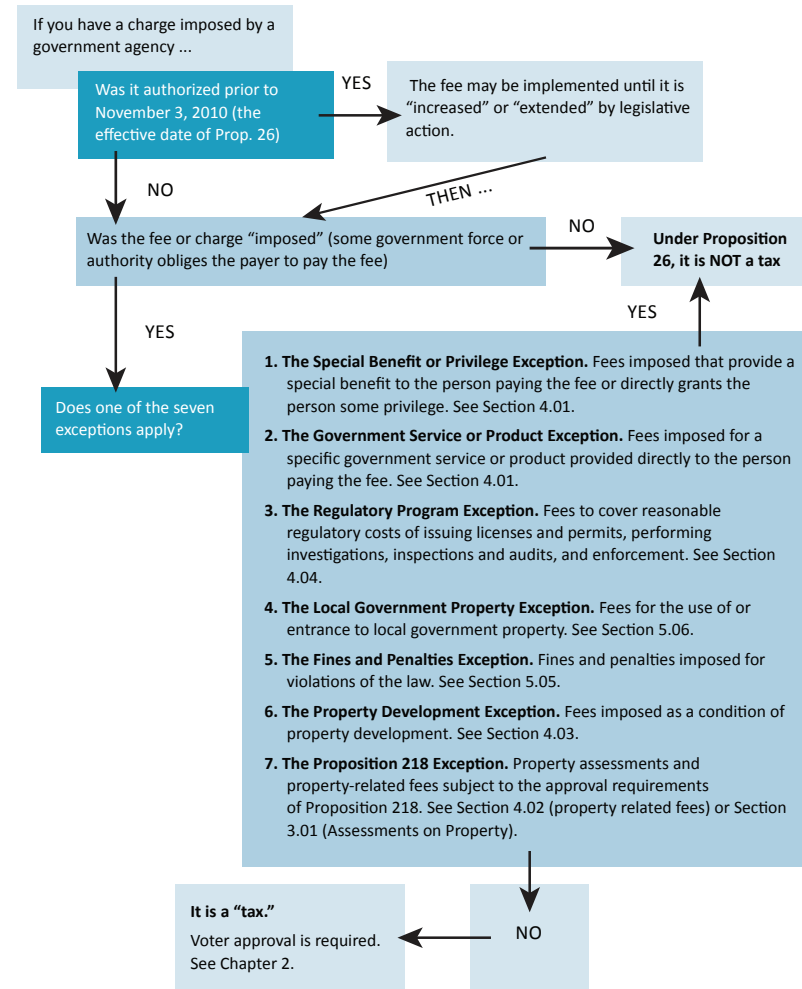 If you have a charge imposed by a
government agency ...
Was it authorized prior to
November 3, 2010 (the
effective date of Prop. 26)
YES
The fee may be implemented until it is
“increased” or “extended” by legislative
action.
NO
THEN ...
Was the fee or charge “imposed” (some government force or
authority obliges the payer to pay the fee)
NO
Under Proposition
26, it is NOT a tax
YES
YES
Does one of the seven
exceptions apply?
1. The Special Benefit or Privilege Exception. Fees imposed that provide a
special benefit to the person paying the fee or directly grants the
person some privilege. See Section 4.01.
2. The Government Service or Product Exception. Fees imposed for a
specific government service or product provided directly to the person
paying the fee. See Section 4.01.
3. The Regulatory Program Exception. Fees to cover reasonable
regulatory costs of issuing licenses and permits, performing
investigations, inspections and audits, and enforcement. See Section
4.04.
4. The Local Government Property Exception. Fees for the use of or
entrance to local government property. See Section 5.06.
5. The Fines and Penalties Exception. Fines and penalties imposed for
violations of the law. See Section 5.05.
6. The Property Development Exception. Fees imposed as a condition of
property development. See Section 4.03.
7. The Proposition 218 Exception. Property assessments and
property-related fees subject to the approval requirements
of Proposition 218. See Section 4.02 (property related fees) or Section
3.01 (Assessments on Property).
NO
It is a “tax.”
Voter approval is required.
See Chapter 2.